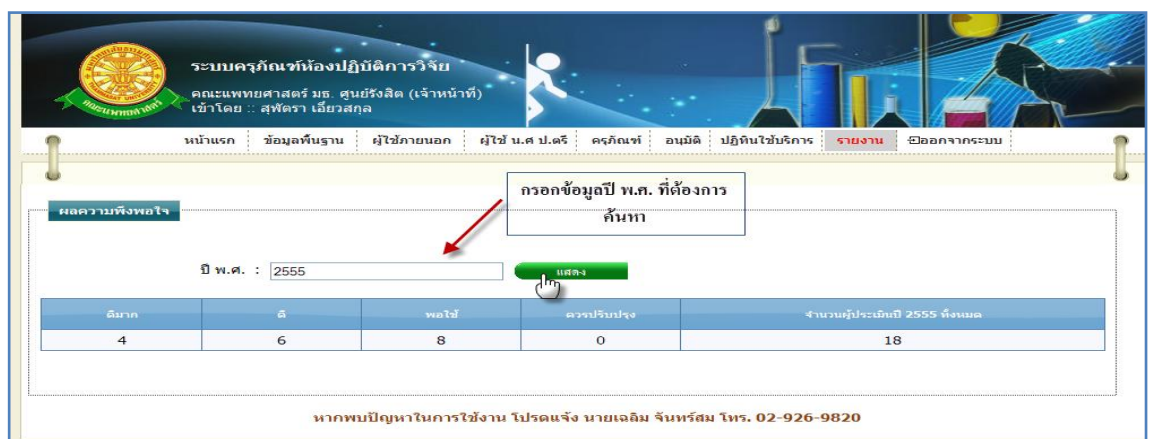 ระบบครุภัณฑ์ห้องปฏิบัติการวิจัย
คณะแพทยศาสตร์ มธ. ศูนย์รังสิต (เจ้าหน้าที่)
เข้าโดย :: สุพัตรา เอี่ยวสกุล
หน้าแรก ข้อมูลพื้นฐาน ผู้ใช้ภายนอก ผู้ใช้ น.ศ ป.ตรี ครุภัณฑ์ อนุมัติ ปฏิทินใช้บริการ รายงาน ออกจากระบบ
กรอกข้อมูลปี พ.ศ. ที่ต้องการ
ค้นหา
ผลความพึงพอใจ
ปี พ.ศ. : 2555 แสดง
ดีมาก ดี พอใช้ ควรปรับปรุง จำนวนผู้ประเมินปี 2555 ทั้งหมด
4 6 8 0 18
หากพบปัญหาในการใช้งาน โปรดแจ้ง นายเฉลิม จันทร์สม โทร. 02-926-9820